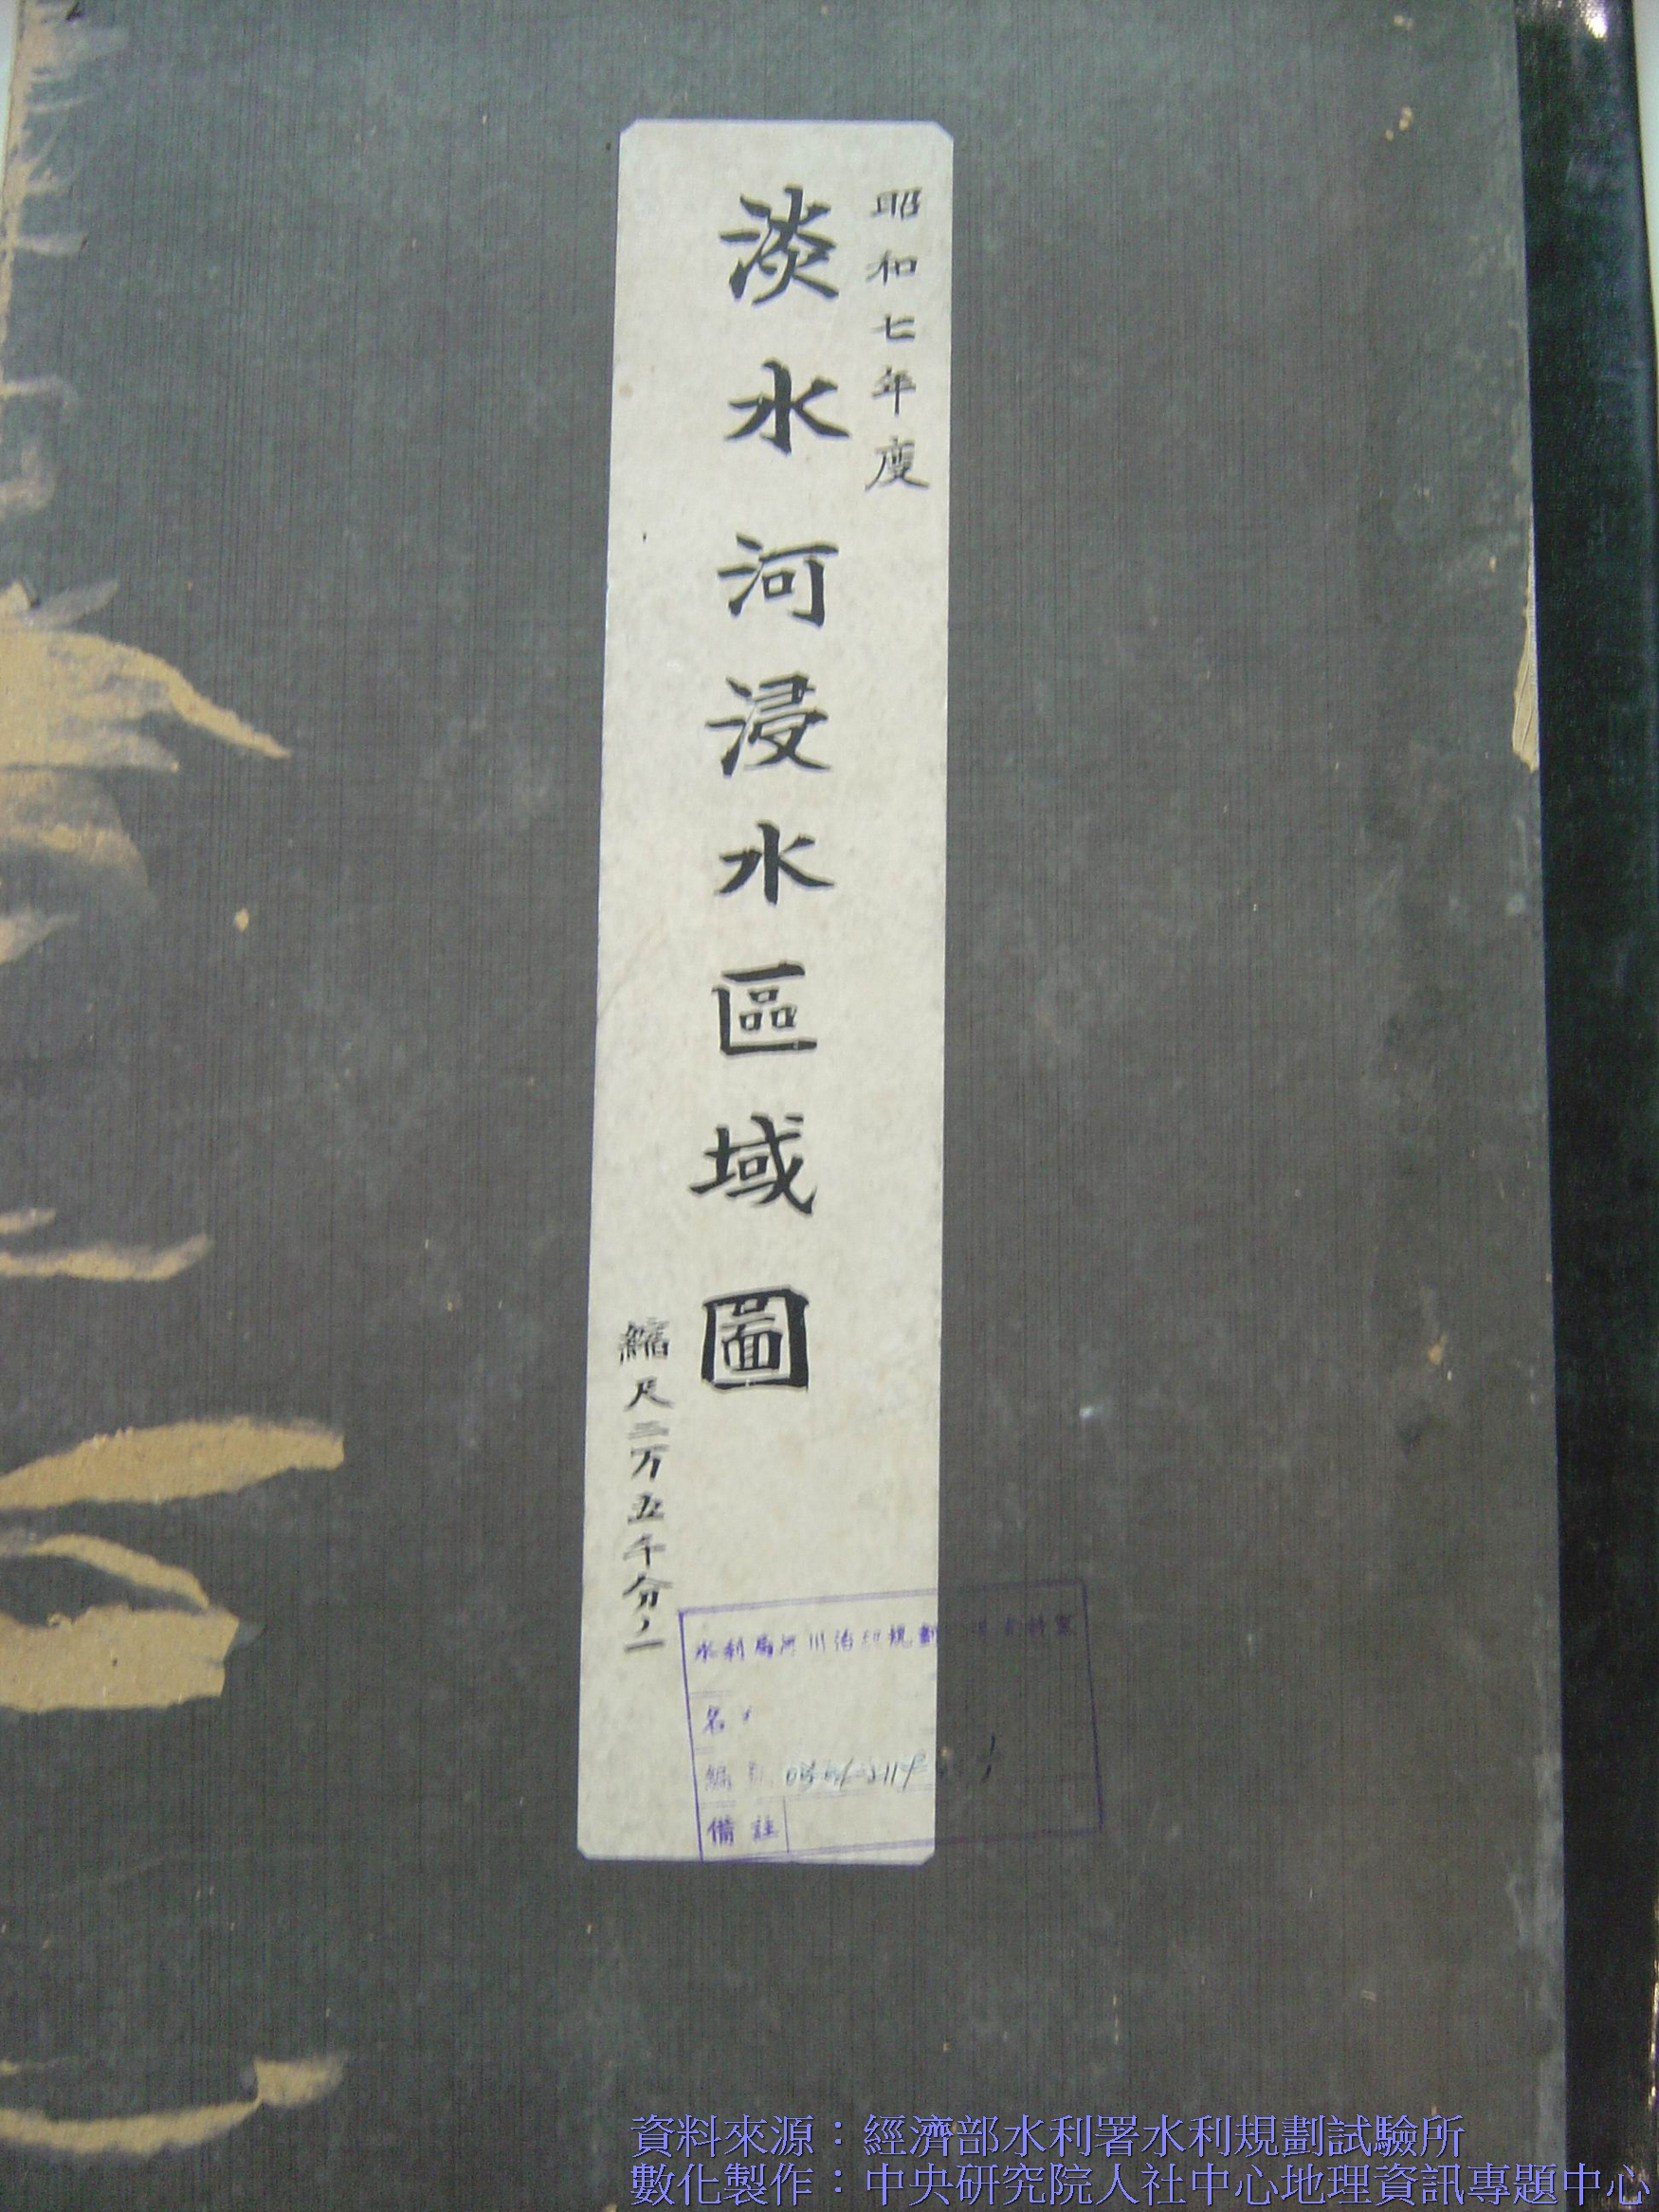 昭和七年度
淡水河浸水區域圖
縮尺二万五千分ノ一
水利局河川治 規劃
名
編
備註
資料來源：經濟部水利署水利規劃試驗所
數化製作：中央研究院人社中心地理資訊專題中心